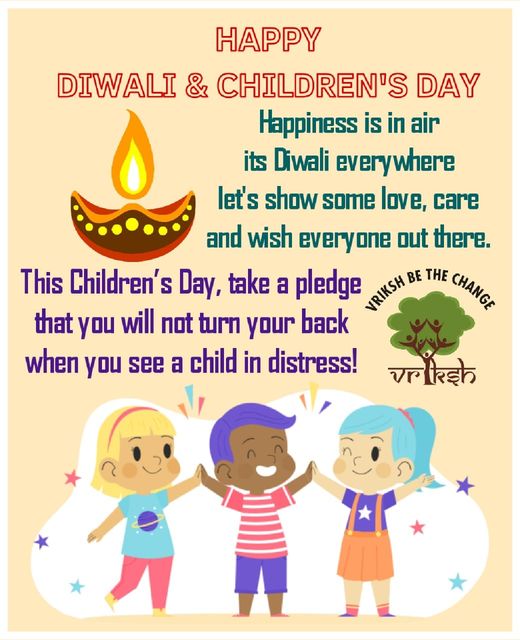 HAPPY
DIWALI & CHILDREN'S DAY
Happiness is in air
its Diwali everywhere
let's show some love, care
and wish everyone out there.
This Children's Day, take a pledge
that you will not turn your back
when you see a child in distress!
VRIKSH BE THE CHANGE
vriksh